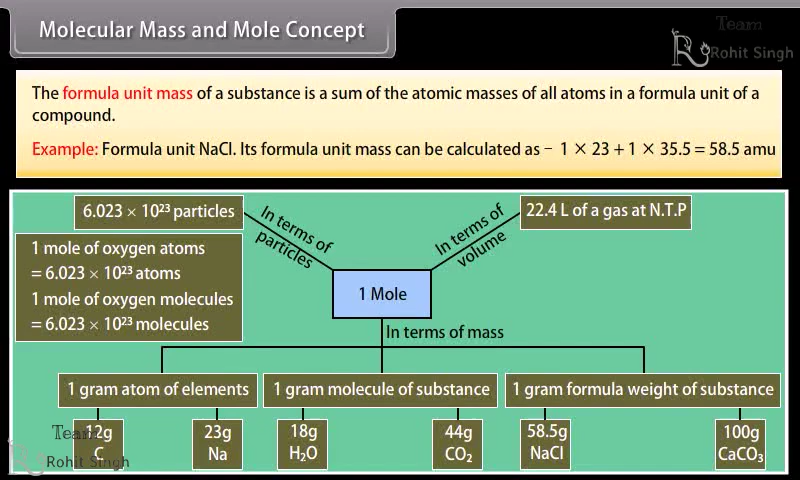 Molecular Mass and Mole Concept
Team
Rohit Singh
The formula unit mass of a substance is a sum of the atomic masses of all atoms in a formula unit of a
compound.
Example: Formula unit NaCl. Its formula unit mass can be calculated as – 1 × 23 + 1 × 35.5 = 58.5 amu
6.023 × 10²³ particles
In terms of
particles
In terms of
volume
22.4 L of a gas at N.T.P
1 mole of oxygen atoms
= 6.023 × 10²³ atoms
1 mole of oxygen molecules
= 6.023 × 10²³ molecules
1 Mole
In terms of mass
1 gram atom of elements
1 gram molecule of substance
1 gram formula weight of substance
12g
C
23g
Na
18g
H₂O
44g
CO₂
58.5g
NaCl
100g
CaCO₃
Team
Rohit Singh